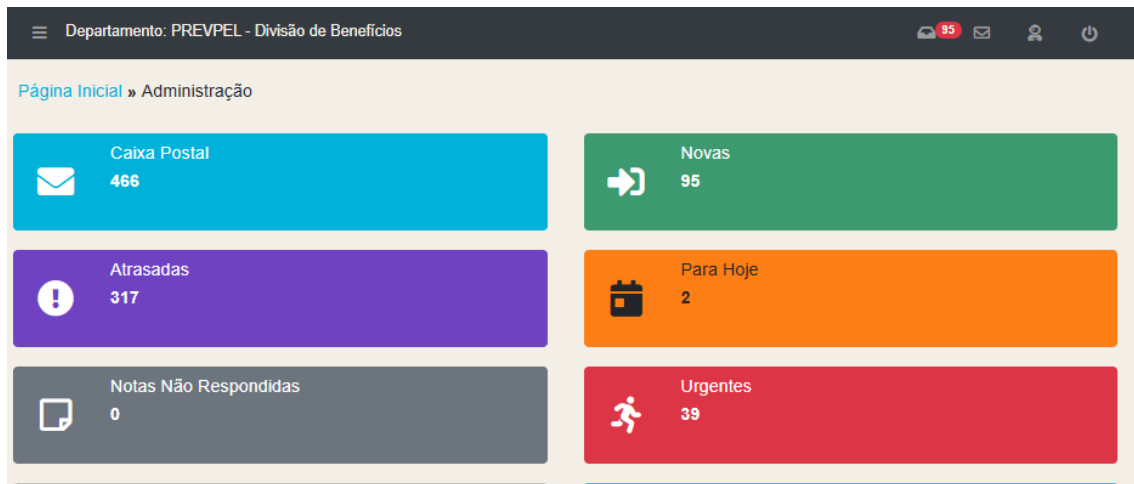 Departamento: PREVPEL - Divisão de Benefícios
95
Página Inicial » Administração
Caixa Postal
466
Novas
95
Atrasadas
317
Para Hoje
2
Notas Não Respondidas
0
Urgentes
39